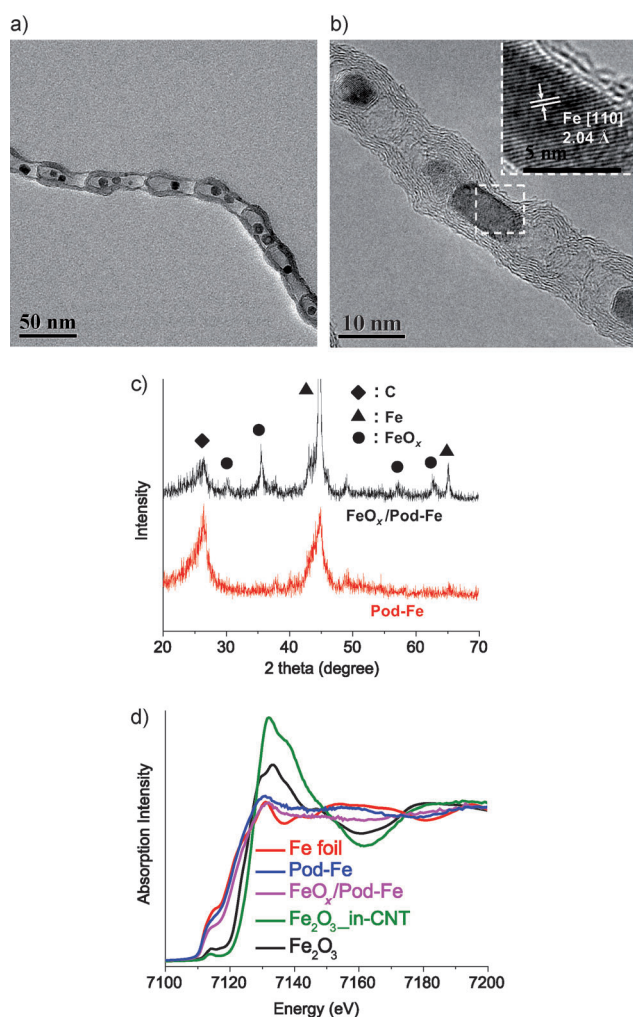 a)
b)
50 nm
Fe [110]
2.04 Å
5 nm
10 nm
c)
◆ : C
▲ : Fe
● : FeOₓ
Intensity
FeOₓ/Pod-Fe
Pod-Fe
20 30 40 50 60 70
2 theta (degree)
d)
Absorption Intensity
Fe foil
Pod-Fe
FeOₓ/Pod-Fe
Fe₂O₃_in-CNT
Fe₂O₃
7100 7120 7140 7160 7180 7200
Energy (eV)